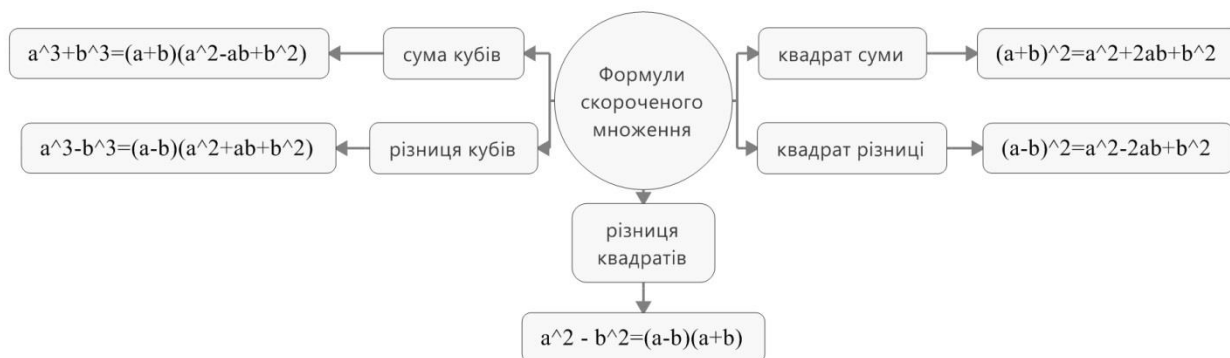 Формули
скороченого
множення
сума кубів
a^3+b^3=(a+b)(a^2-ab+b^2)
різниця кубів
a^3-b^3=(a-b)(a^2+ab+b^2)
квадрат суми
(a+b)^2=a^2+2ab+b^2
квадрат різниці
(a-b)^2=a^2-2ab+b^2
різниця
квадратів
a^2 - b^2=(a-b)(a+b)